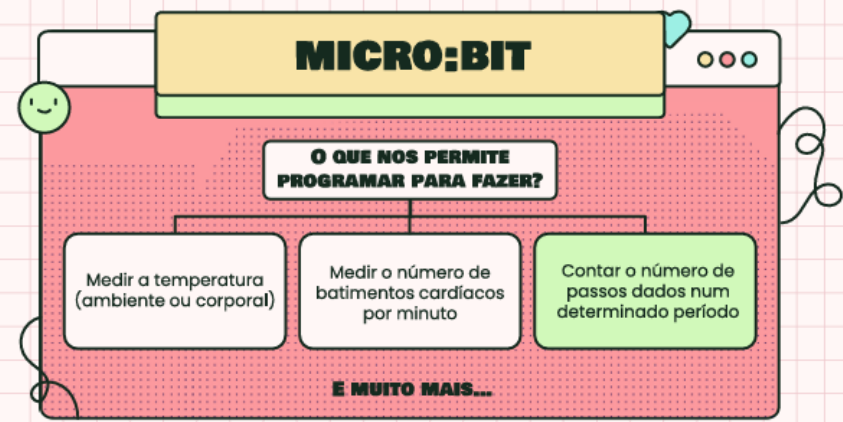 MICRO:BIT
O QUE NOS PERMITE
PROGRAMAR PARA FAZER?
Medir a temperatura
(ambiente ou corporal)
Medir o número de
batimentos cardíacos
por minuto
Contar o número de
passos dados num
determinado período
E MUITO MAIS...